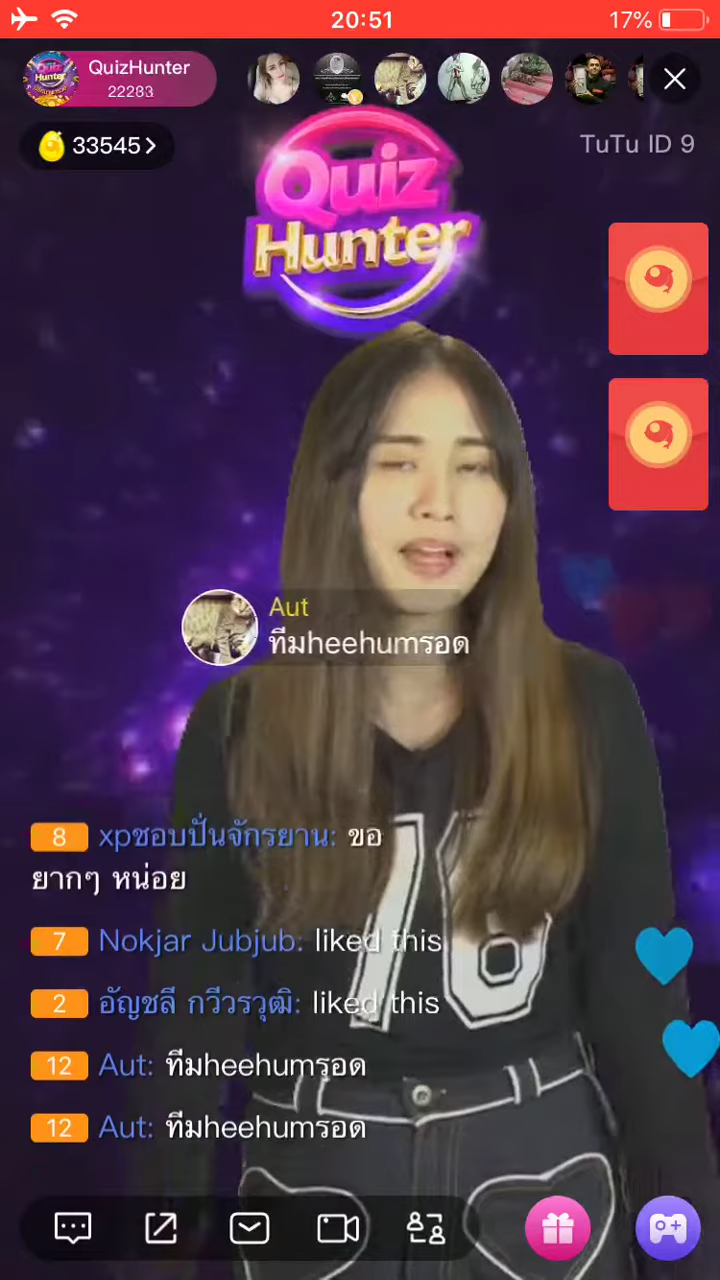 20:51
17%
QuizHunter
22283
33545
TuTu ID 9
Quiz
Hunter
Aut
ทีมheehumรอด
8 xpชอบปั่นจักรยาน: ขอ
ยากๆ หน่อย
7 Nokjar Jubjub: liked this
2 อัญชลี กวีวรวุฒิ: liked this
12 Aut: ทีมheehumรอด
12 Aut: ทีมheehumรอด
16